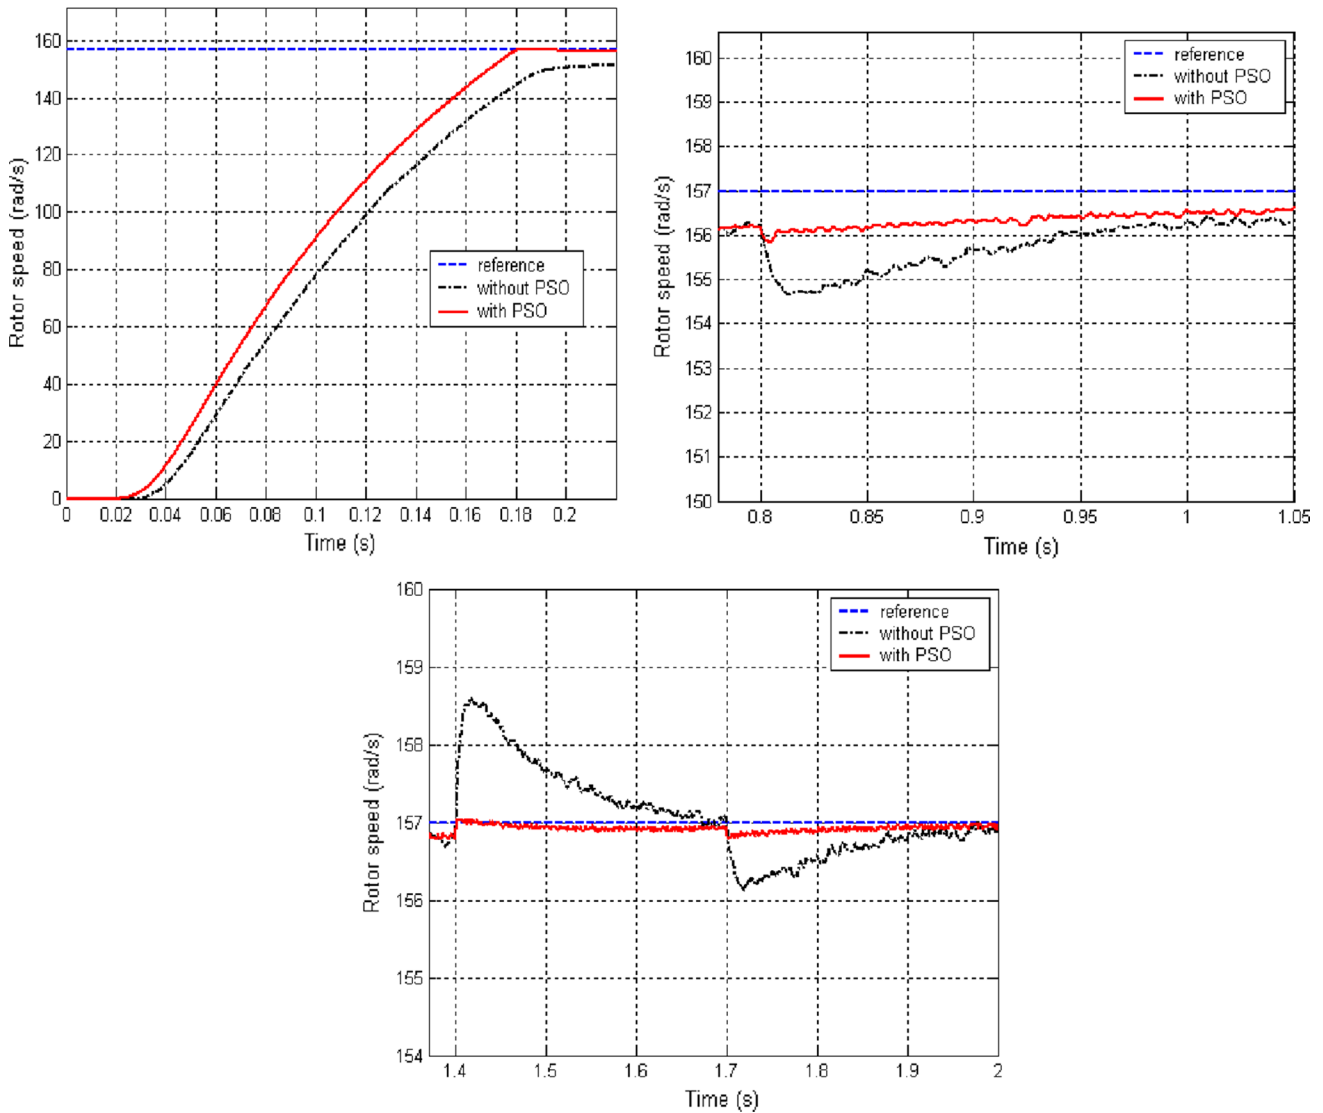 160
140
120
100
80
60
40
20
0
Rotor speed (rad/s)
reference
without PSO
with PSO
0 0.02 0.04 0.06 0.08 0.1 0.12 0.14 0.16 0.18 0.2
Time (s)
160
159
158
157
156
155
154
153
152
151
150
Rotor speed (rad/s)
reference
without PSO
with PSO
0.8 0.85 0.9 0.95 1 1.05
Time (s)
160
159
158
157
156
155
154
Rotor speed (rad/s)
reference
without PSO
with PSO
1.4 1.5 1.6 1.7 1.8 1.9 2
Time (s)